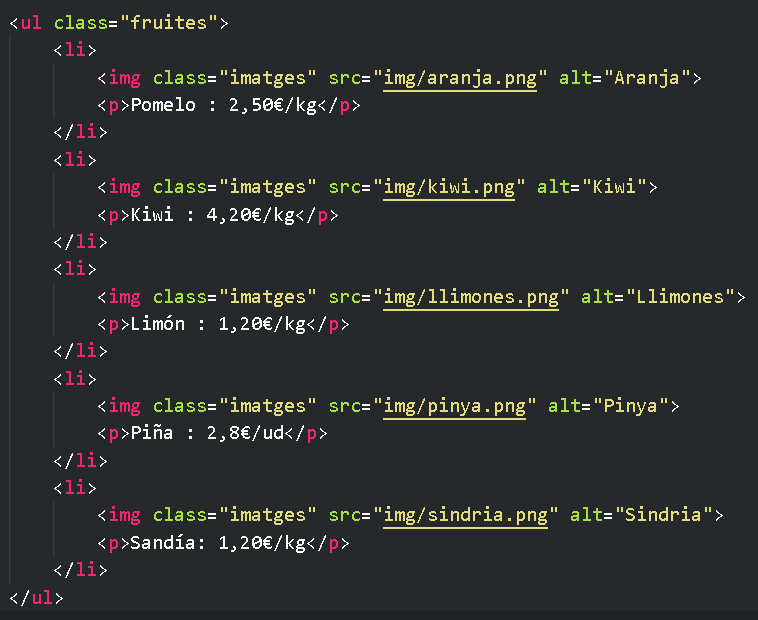 <ul class="fruites">
<li>
<img class="imatges" src="img/aranja.png" alt="Aranja">
<p>Pomelo : 2,50€/kg</p>
</li>
<li>
<img class="imatges" src="img/kiwi.png" alt="Kiwi">
<p>Kiwi : 4,20€/kg</p>
</li>
<li>
<img class="imatges" src="img/llimones.png" alt="Llimones">
<p>Limón : 1,20€/kg</p>
</li>
<li>
<img class="imatges" src="img/pinya.png" alt="Pinya">
<p>Piña : 2,8€/ud</p>
</li>
<li>
<img class="imatges" src="img/sindria.png" alt="Sindria">
<p>Sandía: 1,20€/kg</p>
</li>
</ul>